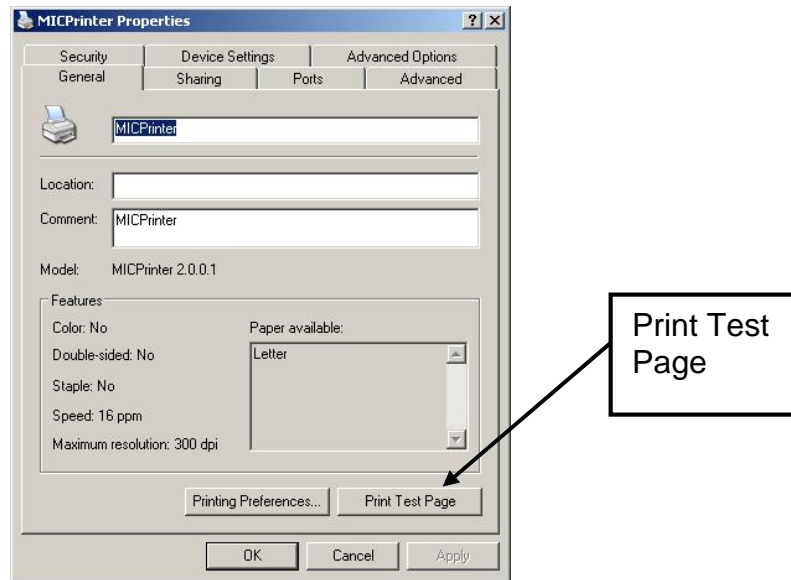 MICPrinter Properties
Security Device Settings Advanced Options
General Sharing Ports Advanced
MICPrinter
Location:
Comment: MICPrinter
Model: MICPrinter 2.0.0.1
Features
Color: No Paper available:
Double-sided: No Letter
Staple: No
Speed: 16 ppm
Maximum resolution: 300 dpi
Printing Preferences... Print Test Page
OK Cancel Apply
Print Test
Page